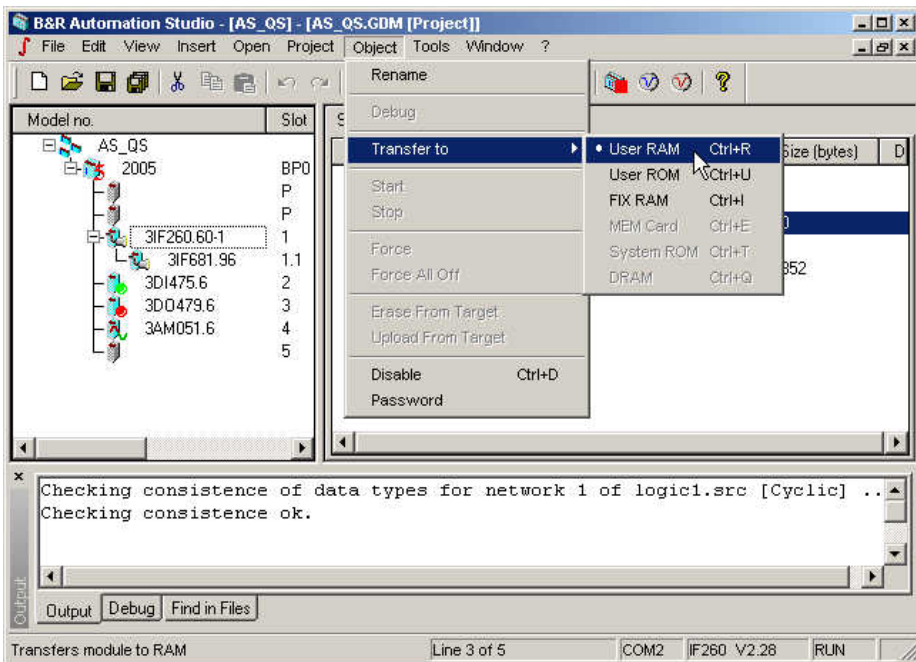 B&R Automation Studio - [AS_QS] - [AS_QS.GDM [Project]]
File Edit View Insert Open Project Object Tools Window ?
Model no. Slot S
Size (bytes) D
AS_QS
2005 BP0
P
P
3IF260.60-1 1
3IF681.96 1.1
3DI475.6 2
3DO479.6 3
3AM051.6 4
5
Rename
Debug
Transfer to
Start
Stop
Force
Force All Off
Erase From Target
Upload From Target
Disable Ctrl+D
Password
User RAM Ctrl+R
User ROM Ctrl+U
FIX RAM Ctrl+I
MEM Card Ctrl+E
System ROM Ctrl+T
DRAM Ctrl+Q
352
Checking consistence of data types for network 1 of logic1.src [Cyclic] ..
Checking consistence ok.
Output
Output Debug Find in Files
Transfers module to RAM Line 3 of 5 COM2 IF260 V2.28 RUN